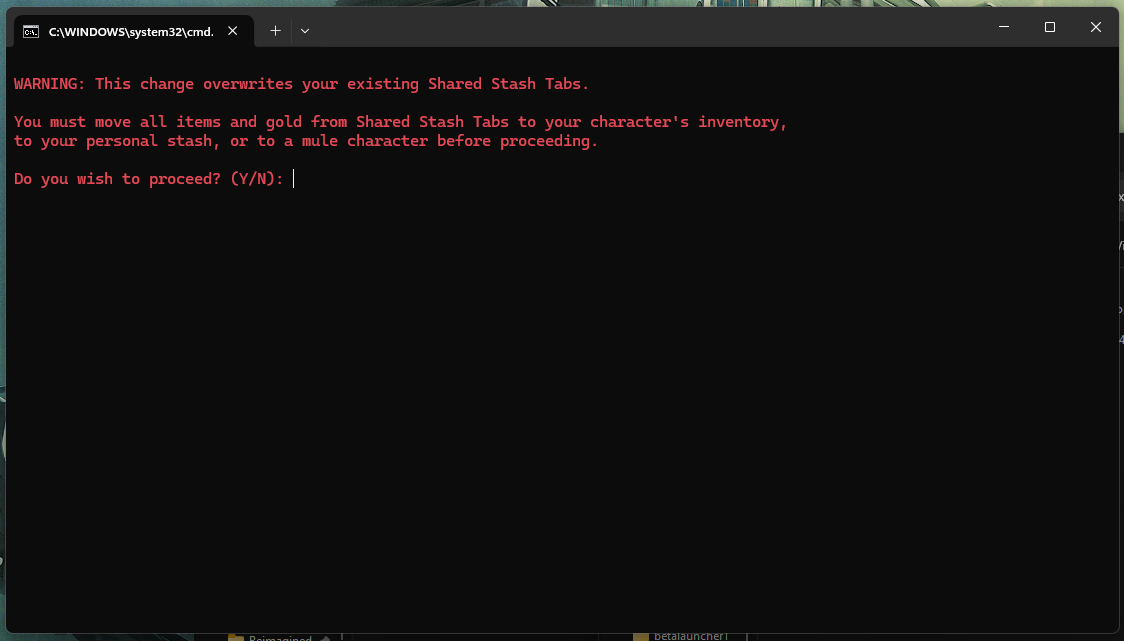 C:\WINDOWS\system32\cmd.
WARNING: This change overwrites your existing Shared Stash Tabs.
You must move all items and gold from Shared Stash Tabs to your character's inventory,
to your personal stash, or to a mule character before proceeding.
Do you wish to proceed? (Y/N):
Reimagined
betalauncher1